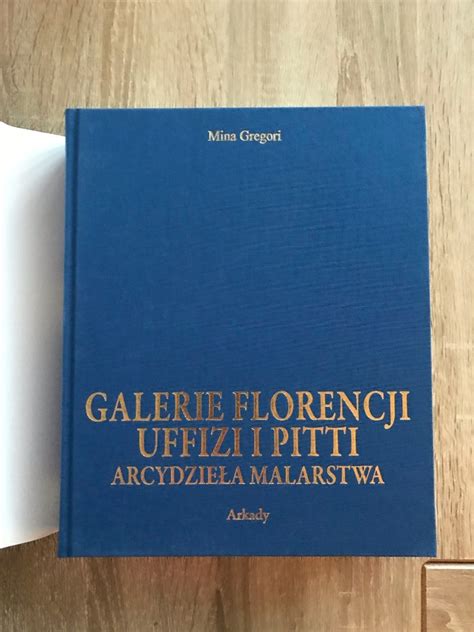 Mina Gregori
GALERIE FLORENCJI
UFFIZI I PITTI
ARCYDZIEŁA MALARSTWA
Arkady